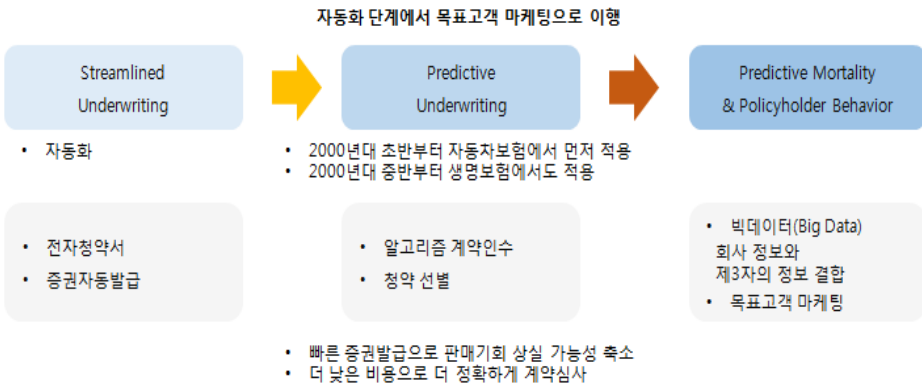 자동화 단계에서 목표고객 마케팅으로 이행
Streamlined
Underwriting
Predictive
Underwriting
Predictive Mortality
& Policyholder Behavior
• 자동화
• 2000년대 초반부터 자동차보험에서 먼저 적용
• 2000년대 중반부터 생명보험에서도 적용
• 전자청약서
• 증권자동발급
• 알고리즘 계약인수
• 청약 선별
• 빅데이터(Big Data)
회사 정보와
제3자의 정보 결합
• 목표고객 마케팅
• 빠른 증권발급으로 판매기회 상실 가능성 축소
• 더 낮은 비용으로 더 정확하게 계약심사